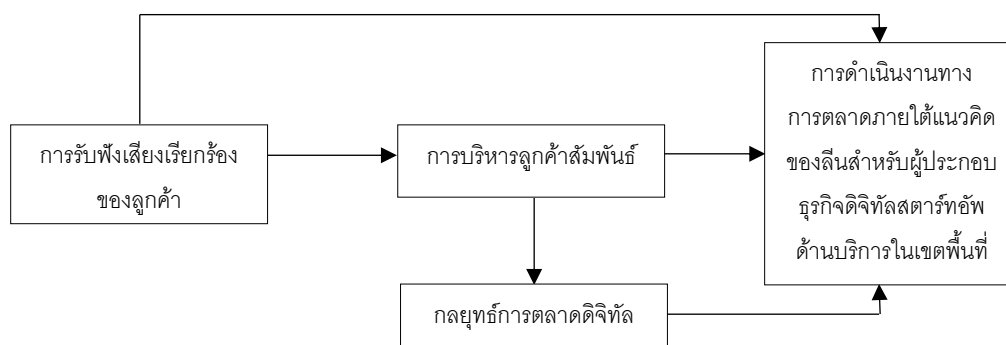 การรับฟังเสียงเรียกร้อง
ของลูกค้า
การบริหารลูกค้าสัมพันธ์
กลยุทธ์การตลาดดิจิทัล
การดำเนินงานทาง
การตลาดภายใต้แนวคิด
ของลีนสำหรับผู้ประกอบ
ธุรกิจดิจิทัลสตาร์ทอัพ
ด้านบริการในเขตพื้นที่